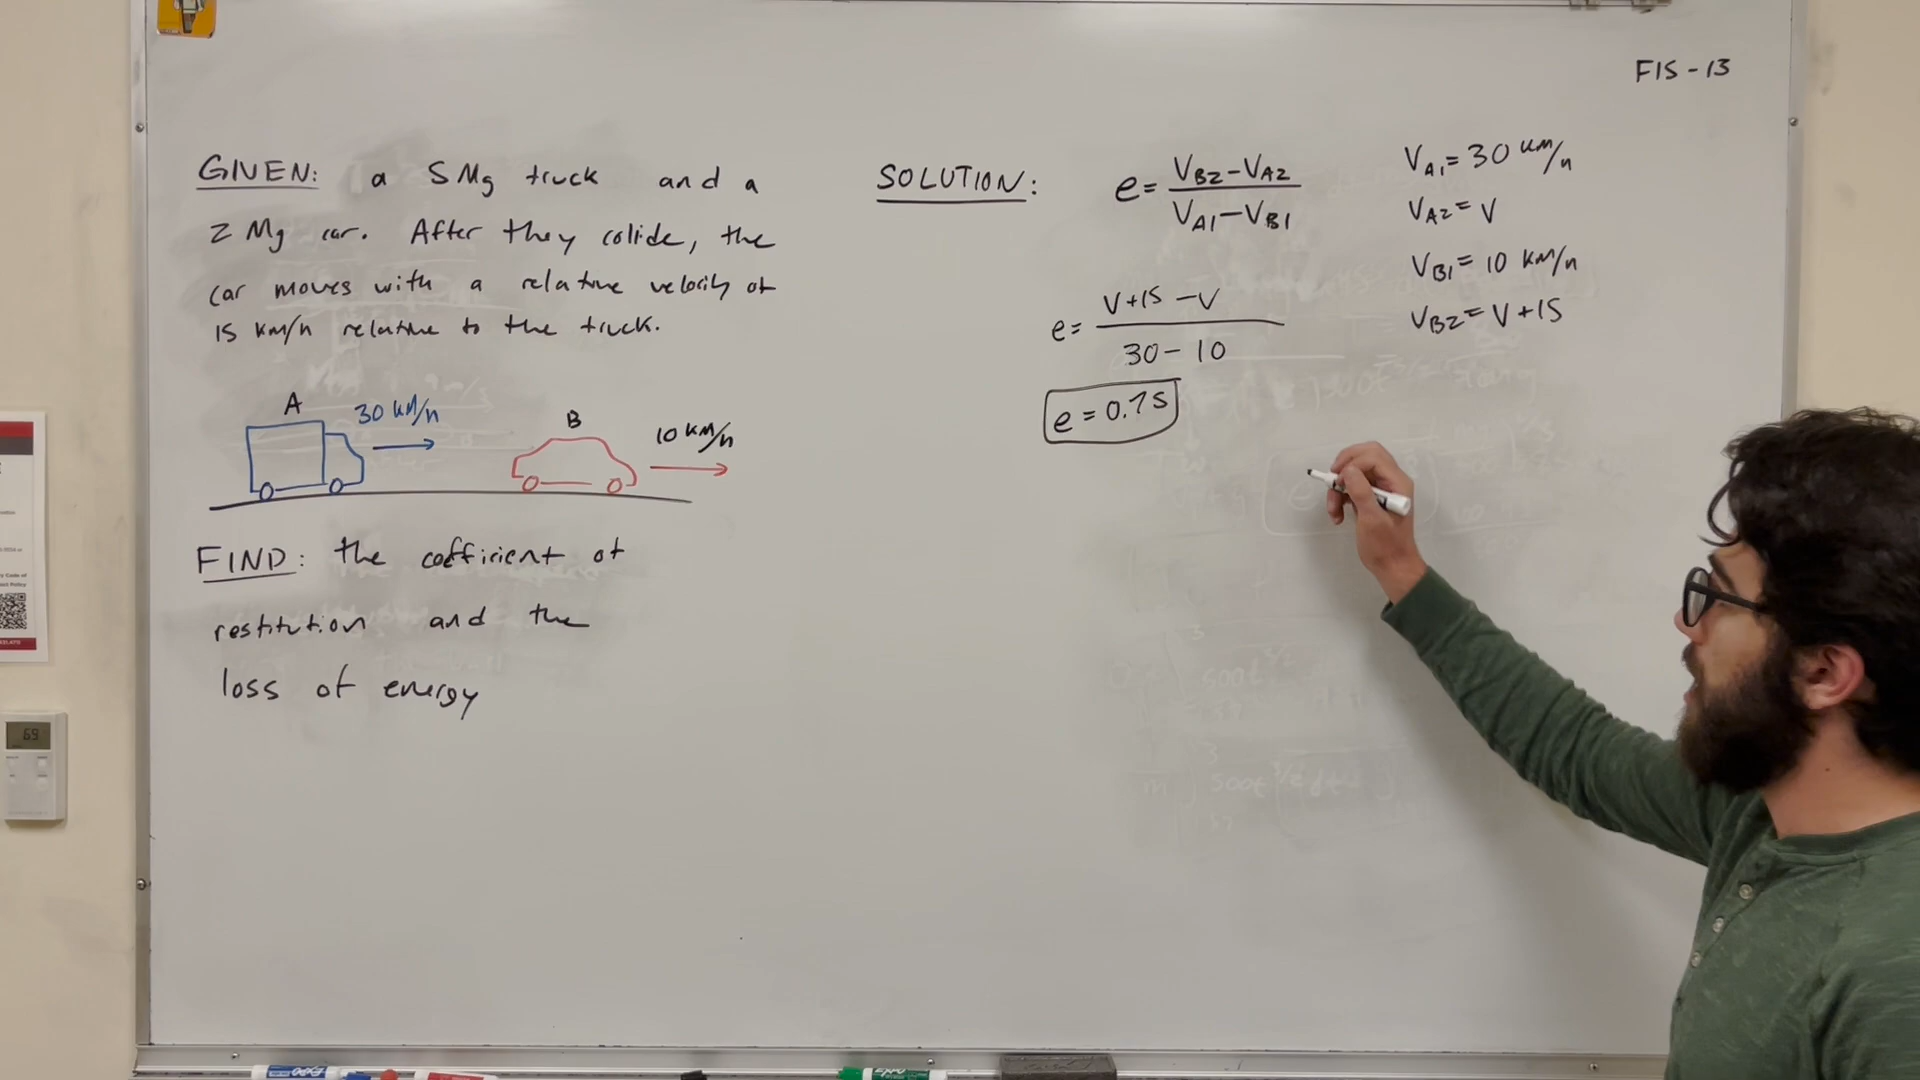 F15-13
GIVEN: a 5 Mg truck and a
2 Mg car. After they collide, the
car moves with a relative velocity of
15 km/h relative to the truck.
A
30 KM/h
B
10 KM/h
FIND: the coefficient of
restitution and the
loss of energy
SOLUTION:
e = (V_B2 - V_A2) / (V_A1 - V_B1)
e = (V+15 - V) / (30 - 10)
e = 0.75
V_A1 = 30 KM/h
V_A2 = V
V_B1 = 10 KM/h
V_B2 = V+15
69